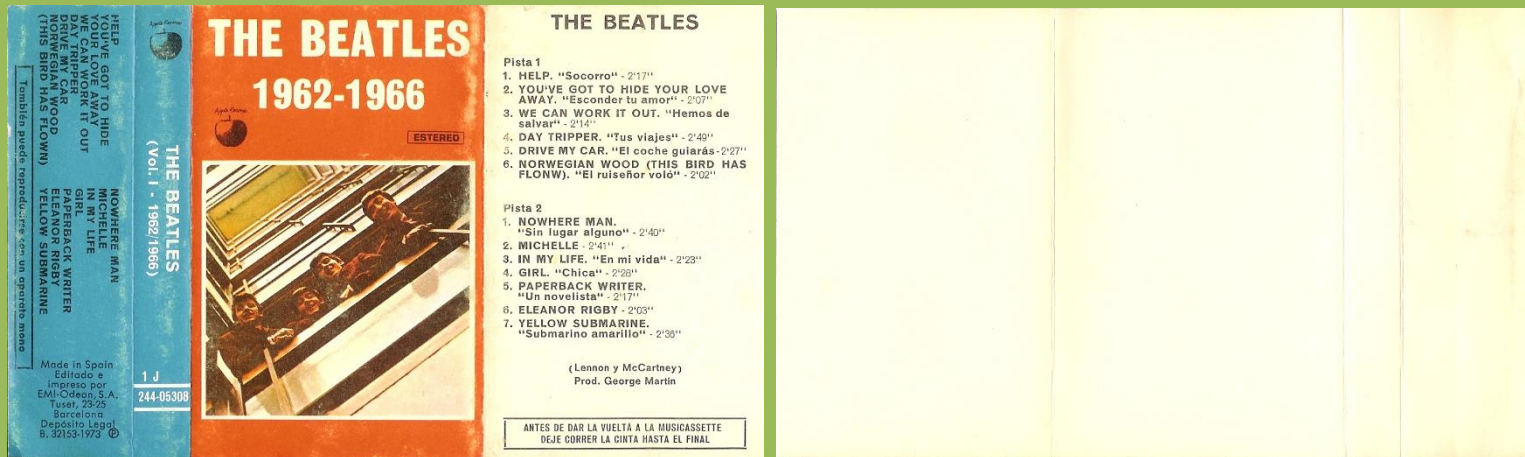 HELP
YOU'VE GOT TO HIDE
YOUR LOVE AWAY
WE CAN WORK IT OUT
DAY TRIPPER
DRIVE MY CAR
NORWEGIAN WOOD
(THIS BIRD HAS FLOWN)
NOWHERE MAN
MICHELLE
IN MY LIFE
GIRL
PAPERBACK WRITER
ELEANOR RIGBY
YELLOW SUBMARINE
También puede reproducirse con un aparato mono
Made in Spain
Editado e
impreso por
EMI-Odeon, S.A.
Tuset, 23-25
Barcelona
Depósito Legal
B. 32153-1973 ℗
Apple Records
THE BEATLES
(Vol. I - 1962/1966)
1 J
244-05308
THE BEATLES
1962-1966
Apple Records
ESTEREO
THE BEATLES
Pista 1
1. HELP. "Socorro" - 2'17''
2. YOU'VE GOT TO HIDE YOUR LOVE
AWAY. "Esconder tu amor" - 2'07''
3. WE CAN WORK IT OUT. "Hemos de
salvar" - 2'14''
4. DAY TRIPPER. "Tus viajes" - 2'49''
5. DRIVE MY CAR. "El coche guiarás - 2'27''
6. NORWEGIAN WOOD (THIS BIRD HAS
FLONW). "El ruiseñor voló" - 2'02''
Pista 2
1. NOWHERE MAN.
"Sin lugar alguno" - 2'40''
2. MICHELLE - 2'41''
3. IN MY LIFE. "En mi vida" - 2'23''
4. GIRL. "Chica" - 2'28''
5. PAPERBACK WRITER.
"Un novelista" - 2'17''
6. ELEANOR RIGBY - 2'03''
7. YELLOW SUBMARINE.
"Submarino amarillo" - 2'36''
(Lennon y McCartney)
Prod. George Martin
ANTES DE DAR LA VUELTA A LA MUSICASSETTE
DEJE CORRER LA CINTA HASTA EL FINAL